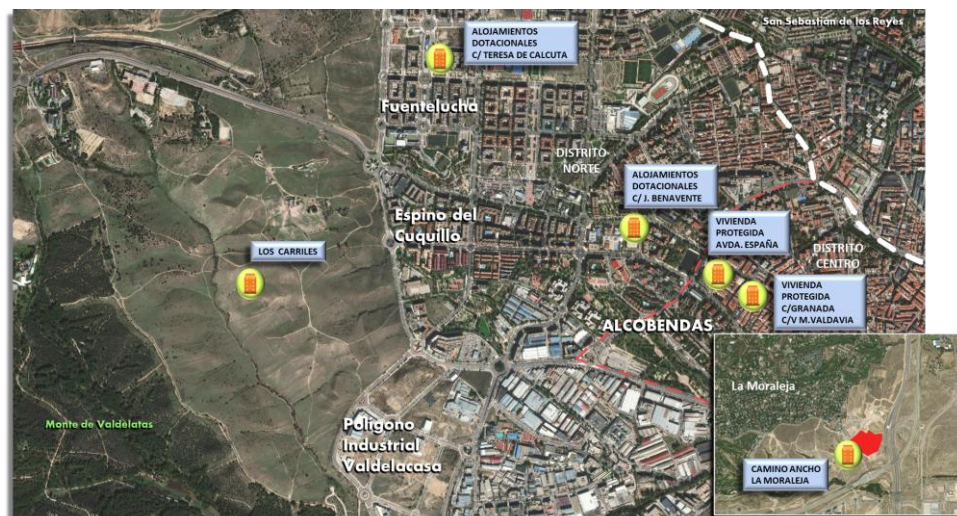 San Sebastián de los Reyes
ALOJAMIENTOS
DOTACIONALES
C/ TERESA DE CALCUTA
Fuentelucha
DISTRITO
NORTE
ALOJAMIENTOS
DOTACIONALES
C/ J. BENAVENTE
Espino del
Cuquillo
VIVIENDA
PROTEGIDA
AVDA. ESPAÑA
DISTRITO
CENTRO
LOS CARRILES
VIVIENDA
PROTEGIDA
C/GRANADA
C/V M.VALDAVIA
ALCOBENDAS
La Moraleja
Monte de Valdelatas
Polígono
Industrial
Valdelacasa
CAMINO ANCHO
LA MORALEJA